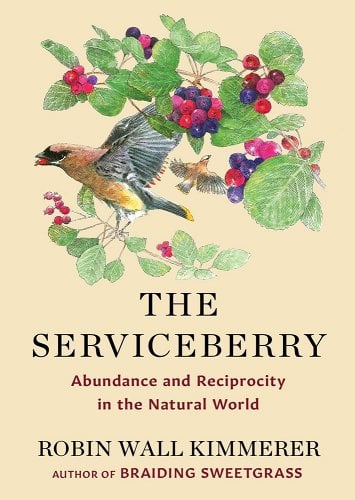 THE
SERVICEBERRY
Abundance and Reciprocity
in the Natural World
ROBIN WALL KIMMERER
AUTHOR OF BRAIDING SWEETGRASS